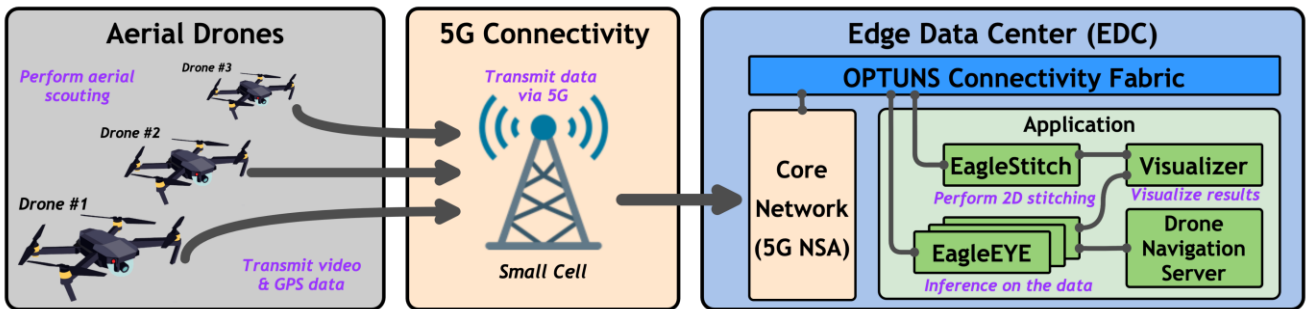 Aerial Drones
Perform aerial
scouting
Drone #3
Drone #2
Drone #1
Transmit video
& GPS data
5G Connectivity
Transmit data
via 5G
Small Cell
Edge Data Center (EDC)
OPTUNS Connectivity Fabric
Core
Network
(5G NSA)
Application
EagleStitch
Perform 2D stitching
Visualizer
Visualize results
EagleEYE
Inference on the data
Drone
Navigation
Server